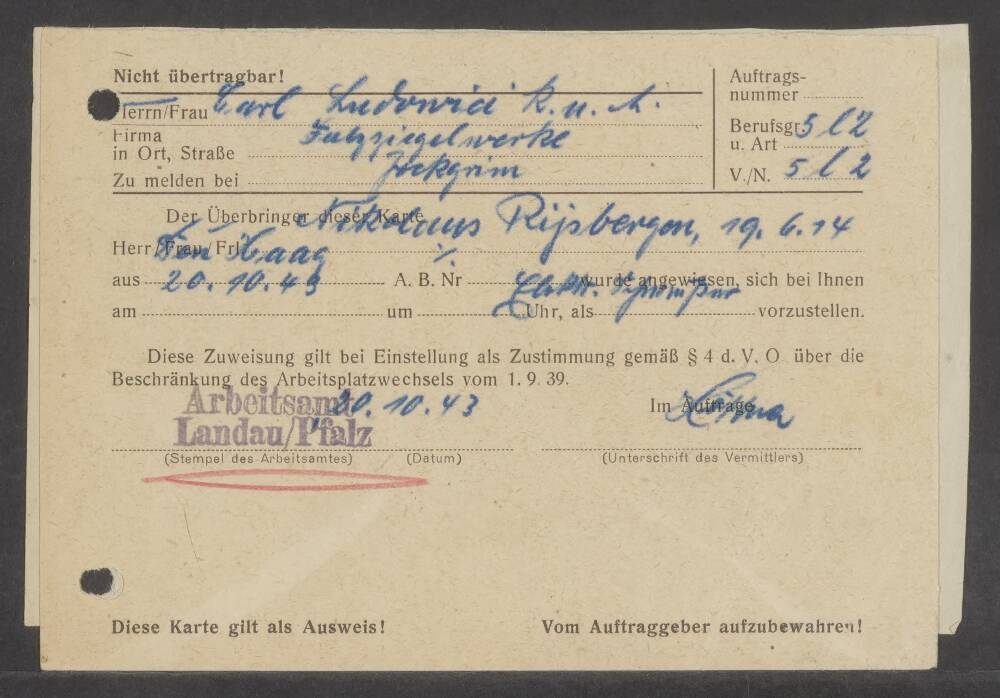 Nicht übertragbar!
Auftrags-
nummer
Herrn/Frau Carl Ludowici K. a. A.
Firma Falzziegelwerke
in Ort, Straße
Berufsgr. 5 l 2
u. Art
Zu melden bei Jockgrim
V./N. 5 l 2
Der Überbringer dieser Karte
Nikolaus Rijsbergen, 19.6.14
Herr/Frau/Frl. Den Haag
aus A. B. Nr ./. wurde angewiesen, sich bei Ihnen
am 20.10.43 um Uhr, als vorzustellen.
Diese Zuweisung gilt bei Einstellung als Zustimmung gemäß § 4 d. V. O. über die
Beschränkung des Arbeitsplatzwechsels vom 1. 9. 39.
Arbeitsamt 20.10.43 Im Auftrage
Landau/Pfalz
(Stempel des Arbeitsamtes) (Datum) (Unterschrift des Vermittlers)
Diese Karte gilt als Ausweis! Vom Auftraggeber aufzubewahren!